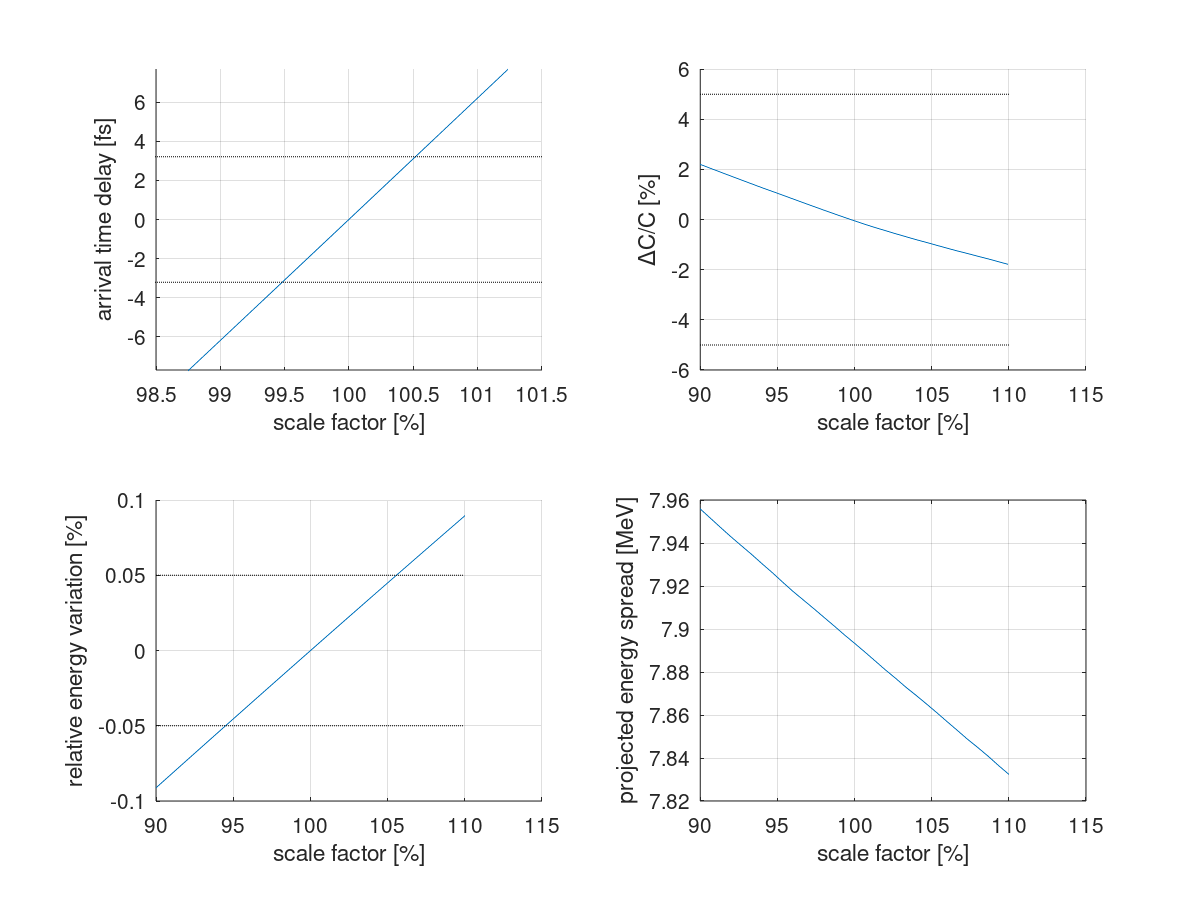 arrival time delay [fs]
6
4
2
0
-2
-4
-6
98.5 99 99.5 100 100.5 101 101.5
scale factor [%]
ΔC/C [%]
6
4
2
0
-2
-4
-6
90 95 100 105 110 115
scale factor [%]
relative energy variation [%]
0.1
0.05
0
-0.05
-0.1
90 95 100 105 110 115
scale factor [%]
projected energy spread [MeV]
7.96
7.94
7.92
7.9
7.88
7.86
7.84
7.82
90 95 100 105 110 115
scale factor [%]